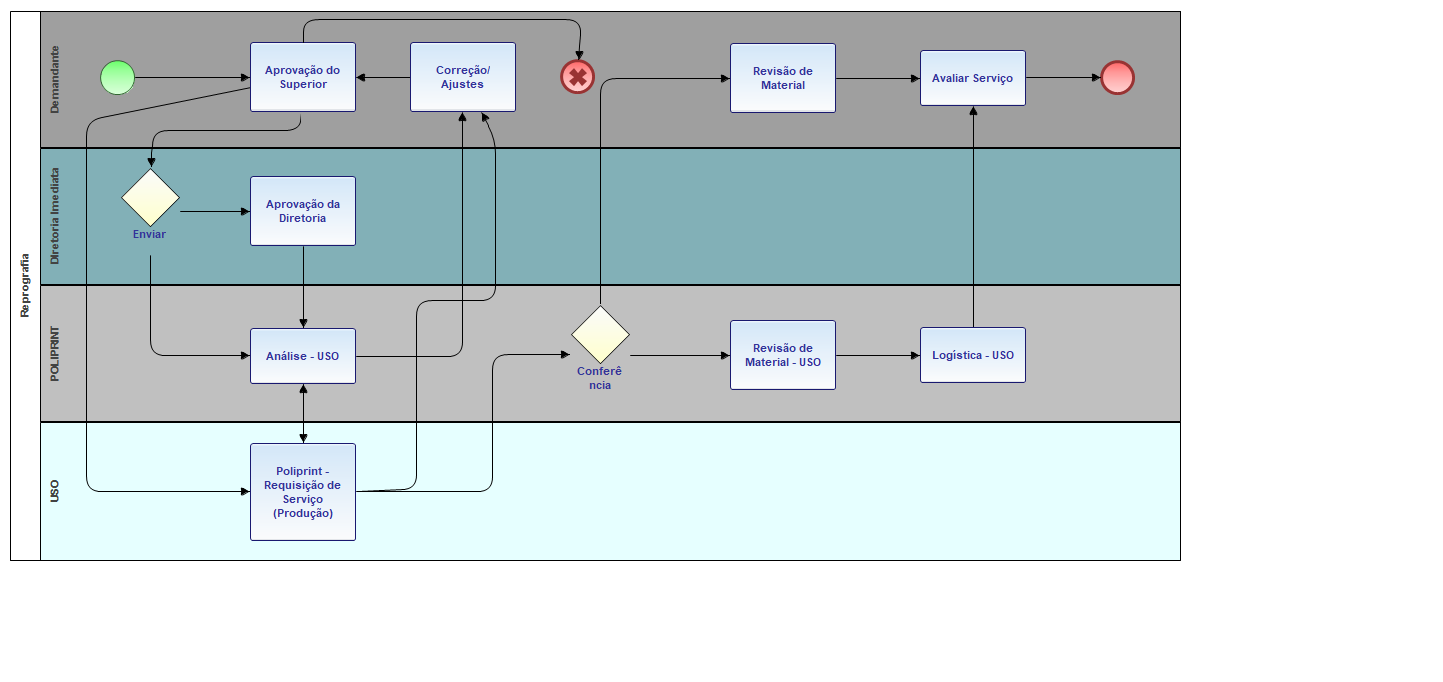 Reprografia
Demandante
Aprovação do
Superior
Correção/
Ajustes
Revisão de
Material
Avaliar Serviço
Diretoria Imediata
Enviar
Aprovação da
Diretoria
POLIPRINT
Análise - USO
Conferê
ncia
Revisão de
Material - USO
Logística - USO
USO
Poliprint -
Requisição de
Serviço
(Produção)